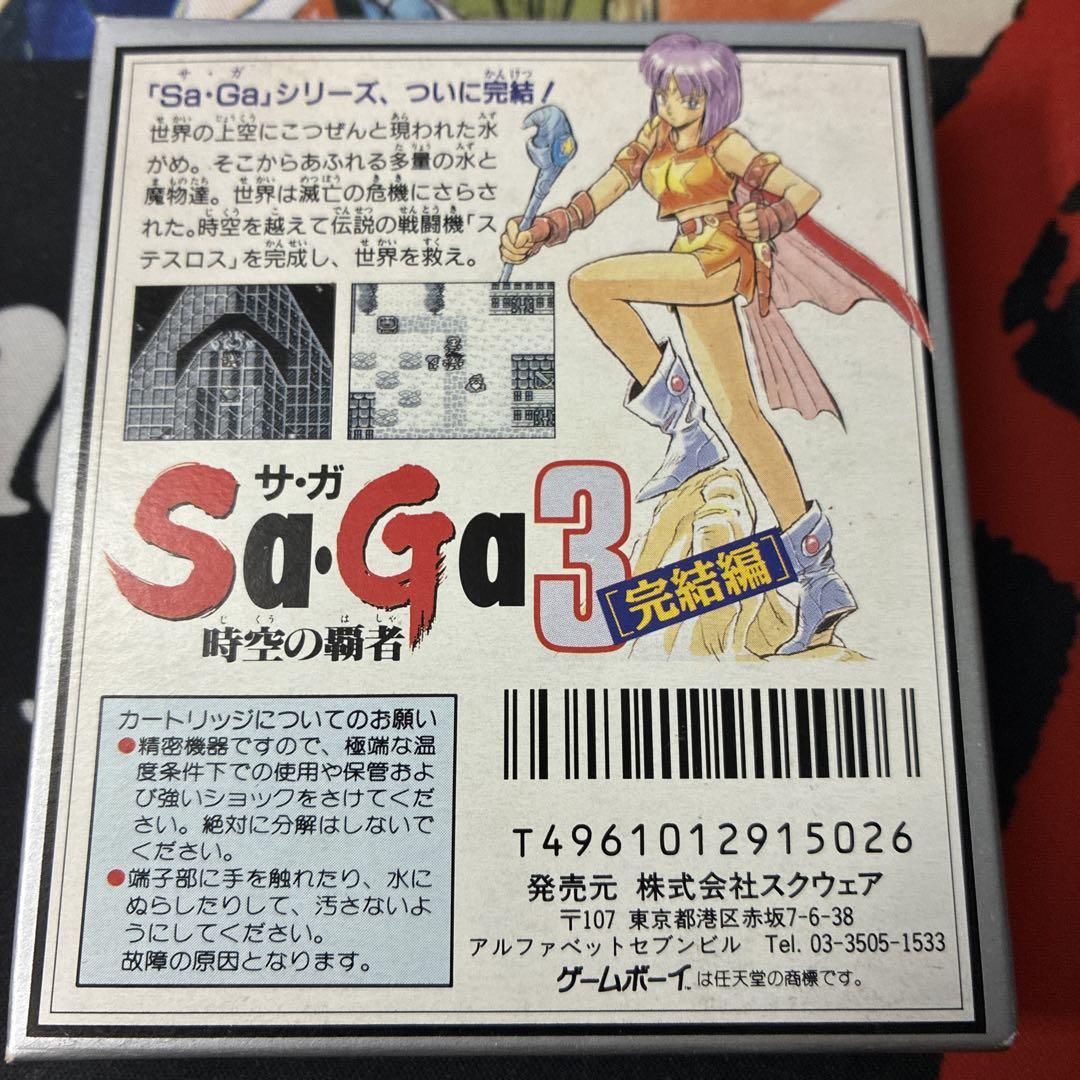 「Sa・Ga」シリーズ、ついに完結！
世界の上空にこつぜんと現われた水
がめ。そこからあふれる多量の水と
魔物達。世界は滅亡の危機にさらさ
れた。時空を越えて伝説の戦闘機「ス
テスロス」を完成し、世界を救え。
サ・ガ
Sa・Ga3
[完結編]
時空の覇者
カートリッジについてのお願い
●精密機器ですので、極端な温
度条件下での使用や保管およ
び強いショックをさけてくだ
さい。絶対に分解はしないで
ください。
●端子部に手を触れたり、水に
ぬらしたりして、汚さないよ
うにしてください。
故障の原因となります。
T4961012915026
発売元 株式会社スクウェア
〒107 東京都港区赤坂7-6-38
アルファベットセブンビル Tel. 03-3505-1533
ゲームボーイ™は任天堂の商標です。